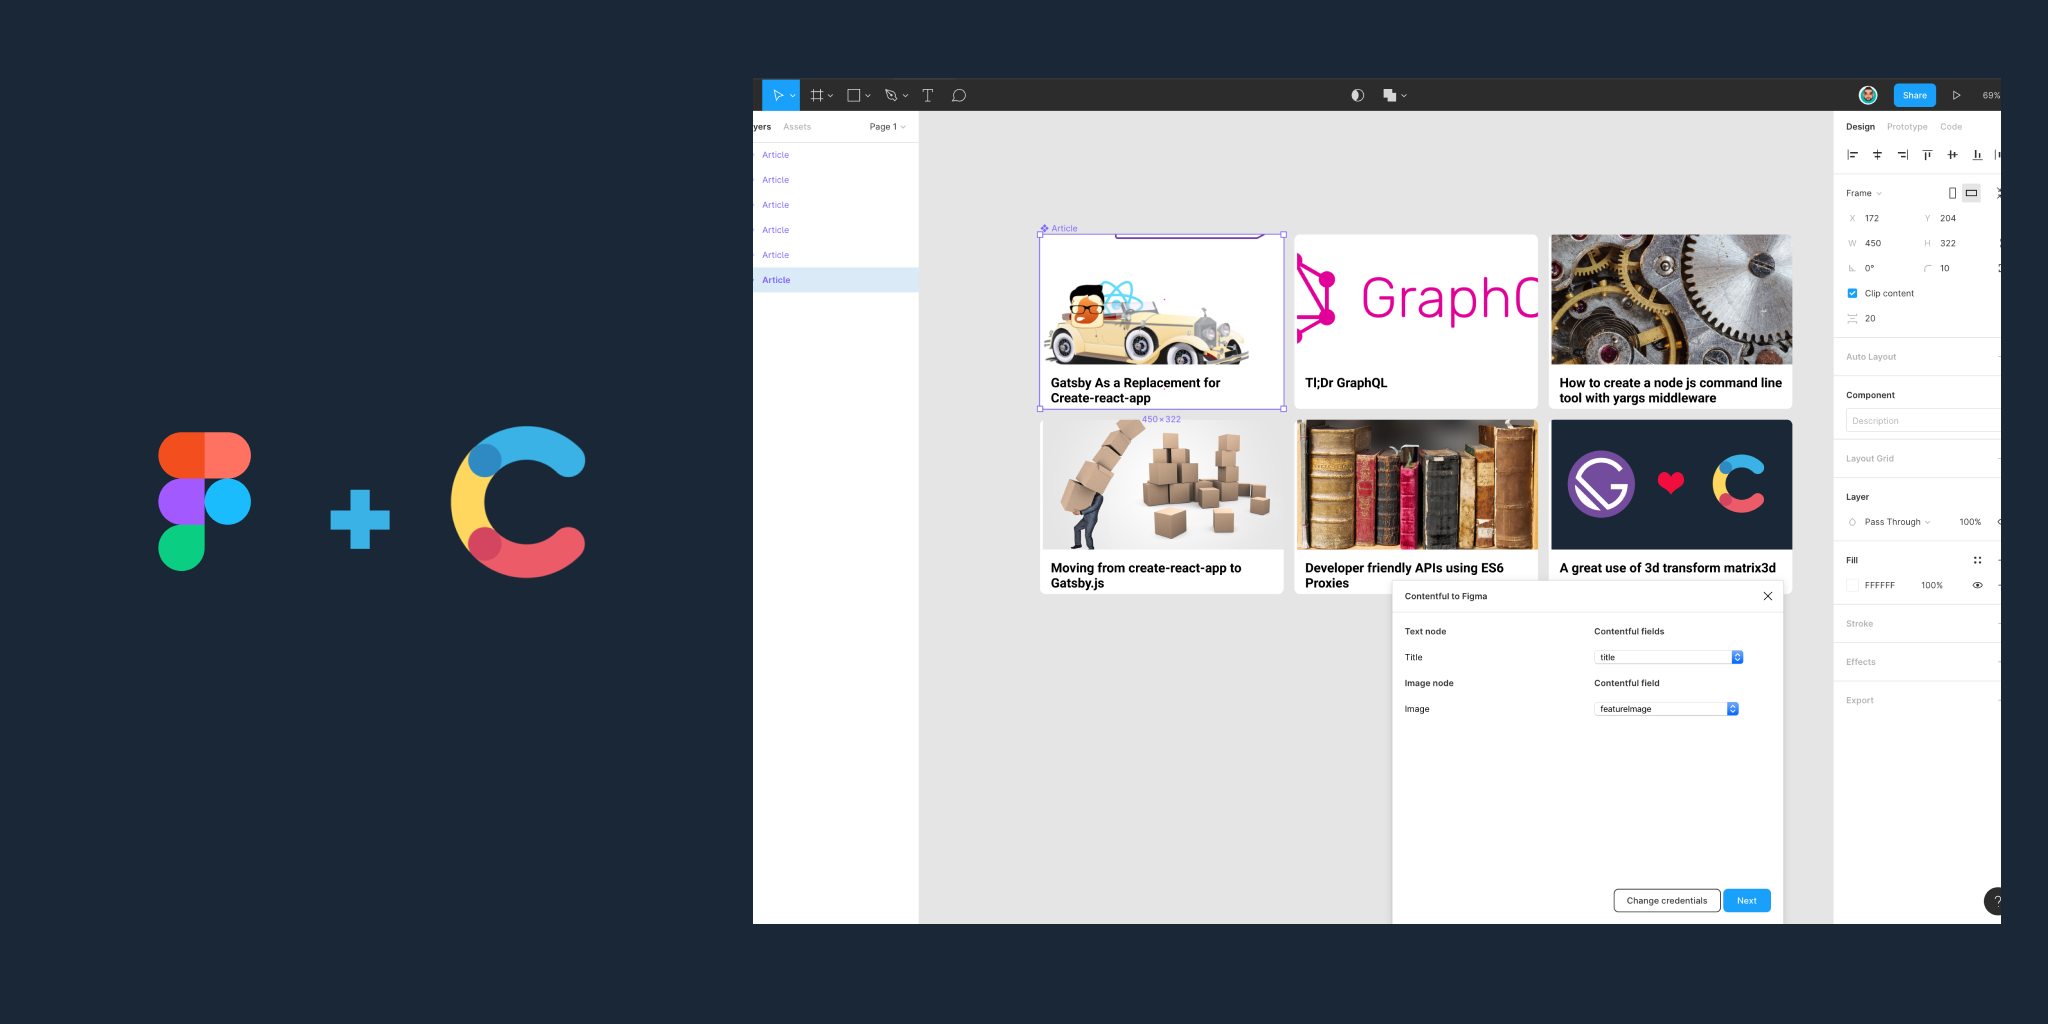 Share
69%
yers
Assets
Page 1
Article
Article
Article
Article
Article
Article
Article
Gatsby As a Replacement for
Create-react-app
450 × 322
GraphQ
Tl;Dr GraphQL
How to create a node js command line
tool with yargs middleware
Moving from create-react-app to
Gatsby.js
Developer friendly APIs using ES6
Proxies
A great use of 3d transform matrix3d
Contentful to Figma
Text node
Contentful fields
Title
title
Image node
Contentful field
Image
featureImage
Change credentials
Next
Design
Prototype
Code
Frame
X 172
Y 204
W 450
H 322
0°
10
Clip content
20
Auto Layout
Component
Description
Layout Grid
Layer
Pass Through
100%
Fill
FFFFFF
100%
Stroke
Effects
Export
?